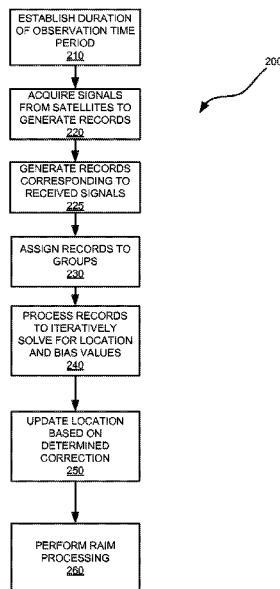 ESTABLISH DURATION
OF OBSERVATION TIME
PERIOD
210
200
ACQUIRE SIGNALS
FROM SATELLITES TO
GENERATE RECORDS
220
GENERATE RECORDS
CORRESPONDING TO
RECEIVED SIGNALS
225
ASSIGN RECORDS TO
GROUPS
230
PROCESS RECORDS
TO ITERATIVELY
SOLVE FOR LOCATION
AND BIAS VALUES
240
UPDATE LOCATION
BASED ON
DETERMINED
CORRECTION
250
PERFORM RAIM
PROCESSING
260